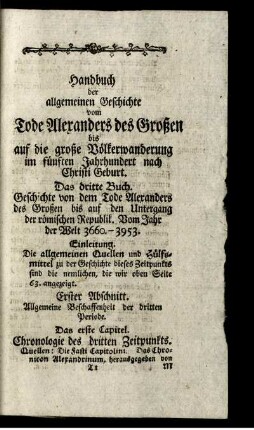 Handbuch
der
allgemeinen Geschichte
vom
Tode Alexanders des Großen
bis
auf die große Völkerwanderung
im fünften Jahrhundert nach
Christi Geburt.
Das dritte Buch.
Geschichte von dem Tode Alexanders
des Großen bis auf den Untergang
der römischen Republik. Vom Jahr
der Welt 3660-3953.
Einleitung.
Die allgemeinen Quellen und Hülfs-
mittel zu der Geschichte dieses Zeitpunkts
sind die nemlichen, die wir oben Seite
63. angezeigt.
Erster Abschnitt.
Allgemeine Beschaffenheit der dritten
Periode.
Das erste Capitel.
Chronologie des dritten Zeitpunkts.
Quellen: Die Fasti Capitolini. Das Chro-
nicon Alexandrinum, herausgegeben von